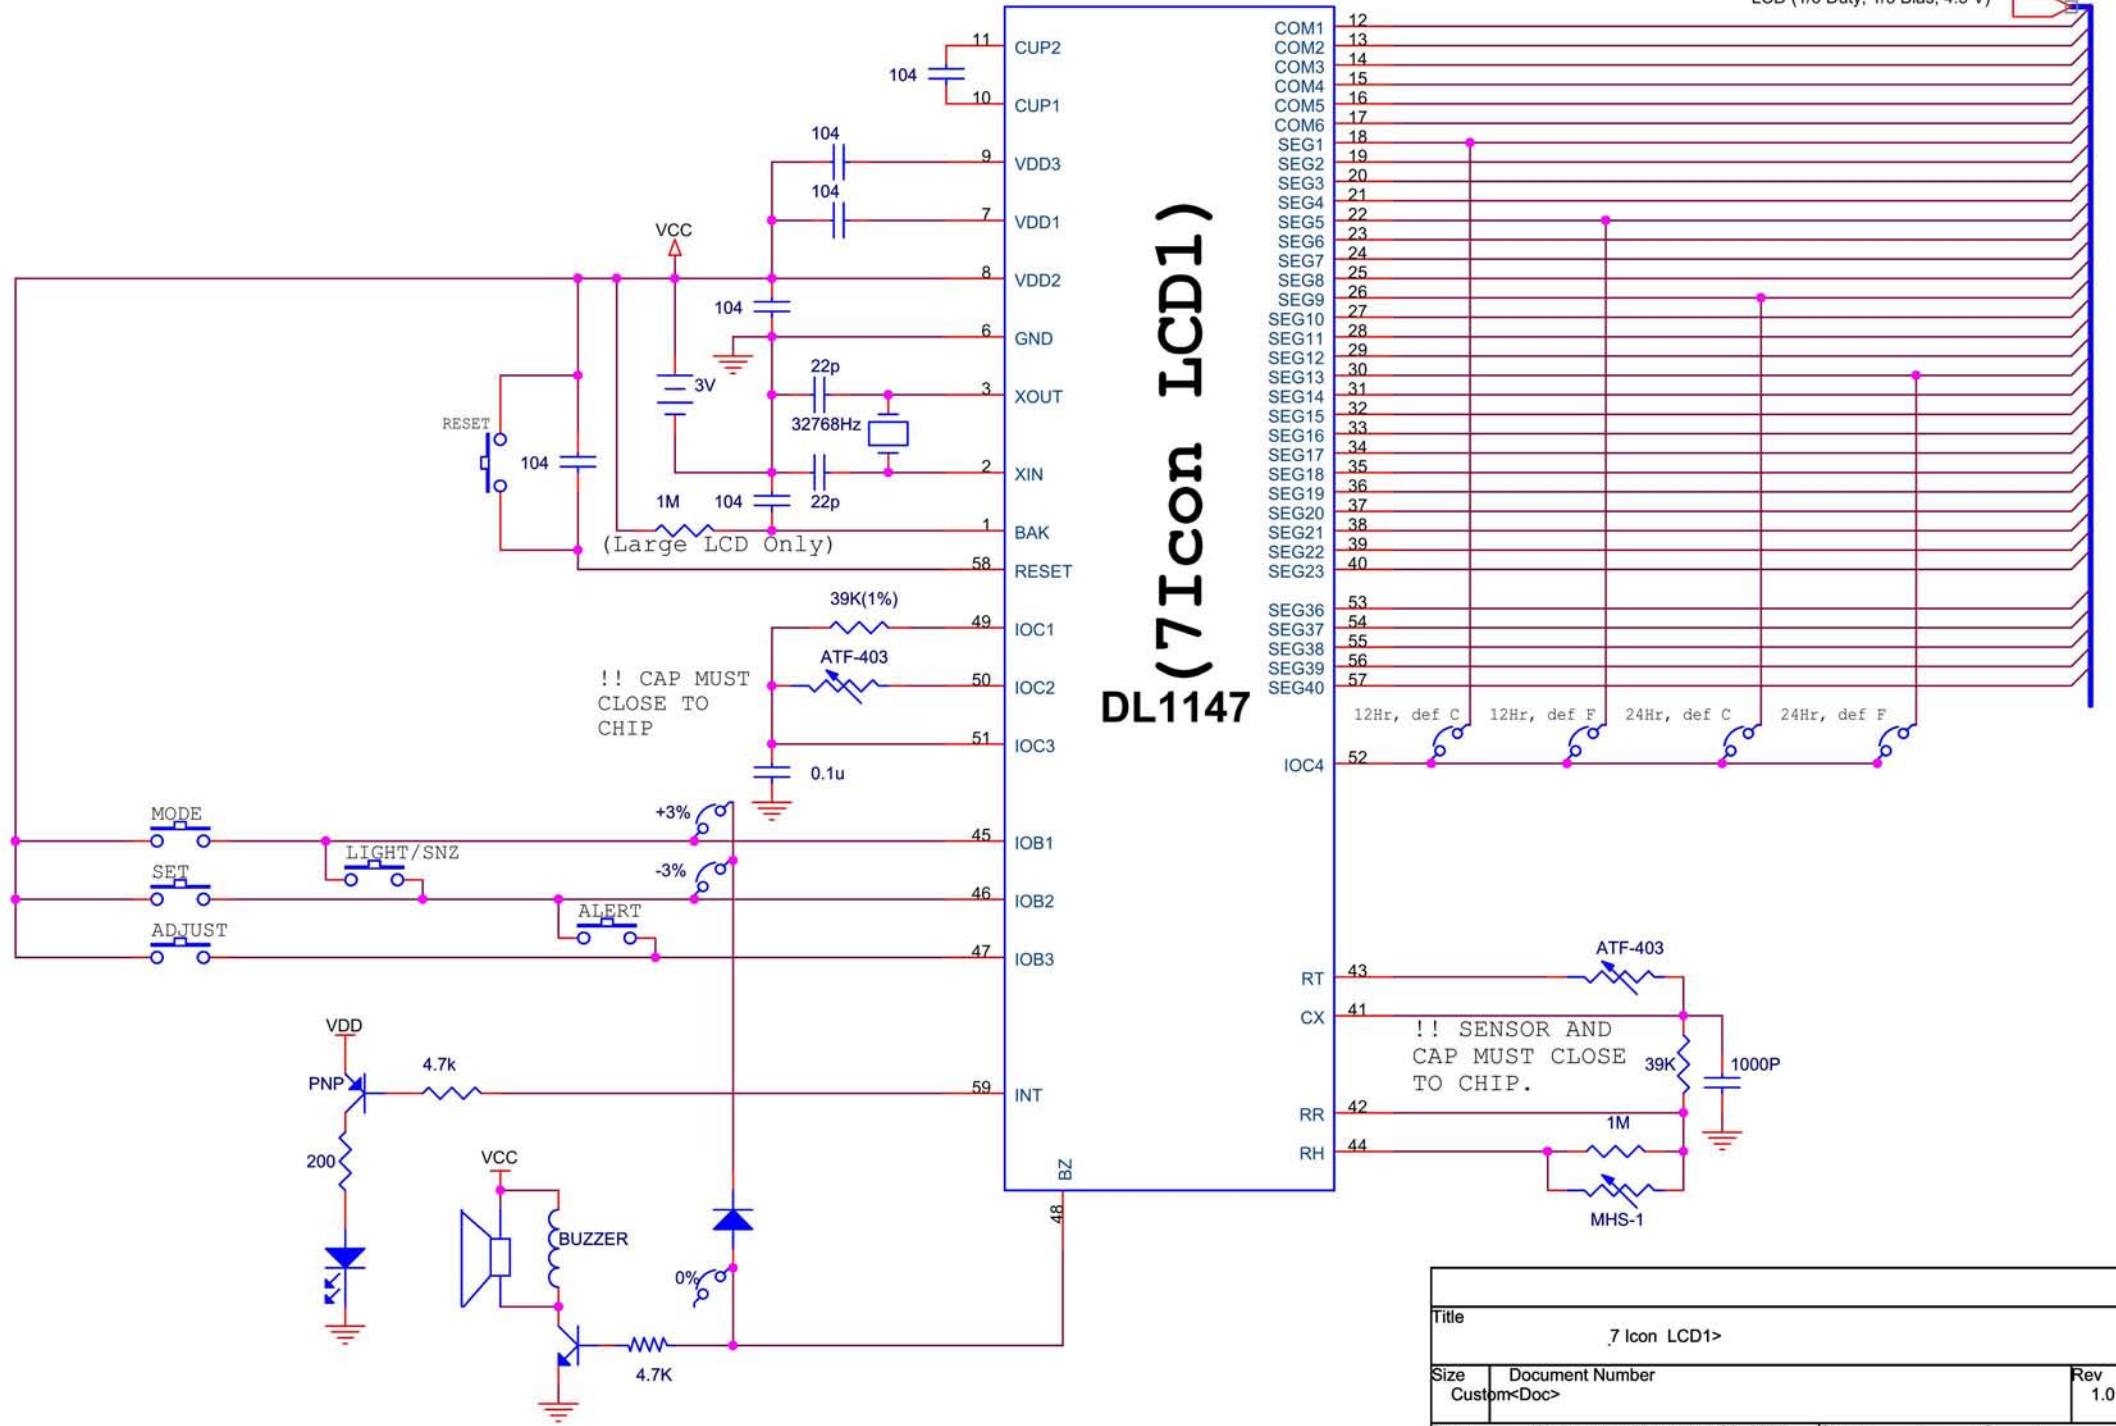 11
CUP2
104
10
CUP1
104
9
VDD3
104
7
VDD1
VCC
8
VDD2
104
6
GND
22p
3V
3
XOUT
32768Hz
RESET
104
2
XIN
1M
104
22p
1
BAK
(Large LCD Only)
58
RESET
39K(1%)
49
IOC1
ATF-403
!! CAP MUST
CLOSE TO
CHIP
50
IOC2
51
IOC3
0.1u
MODE
+3%
45
IOB1
LIGHT/SNZ
SET
-3%
46
IOB2
ALERT
ADJUST
47
IOB3
VDD
PNP
4.7k
59
INT
200
VCC
BUZZER
0%
4.7K
BZ
48
(7Icon LCD1)
DL1147
COM1 12
COM2 13
COM3 14
COM4 15
COM5 16
COM6 17
SEG1 18
SEG2 19
SEG3 20
SEG4 21
SEG5 22
SEG6 23
SEG7 24
SEG8 25
SEG9 26
SEG10 27
SEG11 28
SEG12 29
SEG13 30
SEG14 31
SEG15 32
SEG16 33
SEG17 34
SEG18 35
SEG19 36
SEG20 37
SEG21 38
SEG22 39
SEG23 40
SEG36 53
SEG37 54
SEG38 55
SEG39 56
SEG40 57
12Hr, def C
12Hr, def F
24Hr, def C
24Hr, def F
IOC4 52
ATF-403
RT 43
CX 41
!! SENSOR AND
CAP MUST CLOSE
TO CHIP.
39K
1000P
RR 42
1M
RH 44
MHS-1
Title
7 Icon LCD1>
Size
Document Number
Rev
Custom<Doc>
1.0